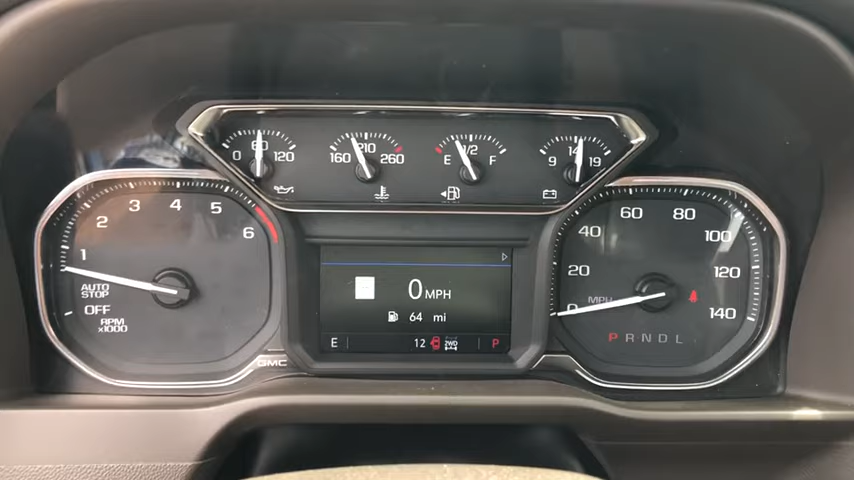 0 60 120
160 210 260
E 1/2 F
9 14 19
1 2 3 4 5 6
AUTO
STOP
OFF
RPM
x1000
GMC
0 MPH
64 mi
E 12 2WD P
0 20 40 60 80 100 120 140
MPH
P R N D L